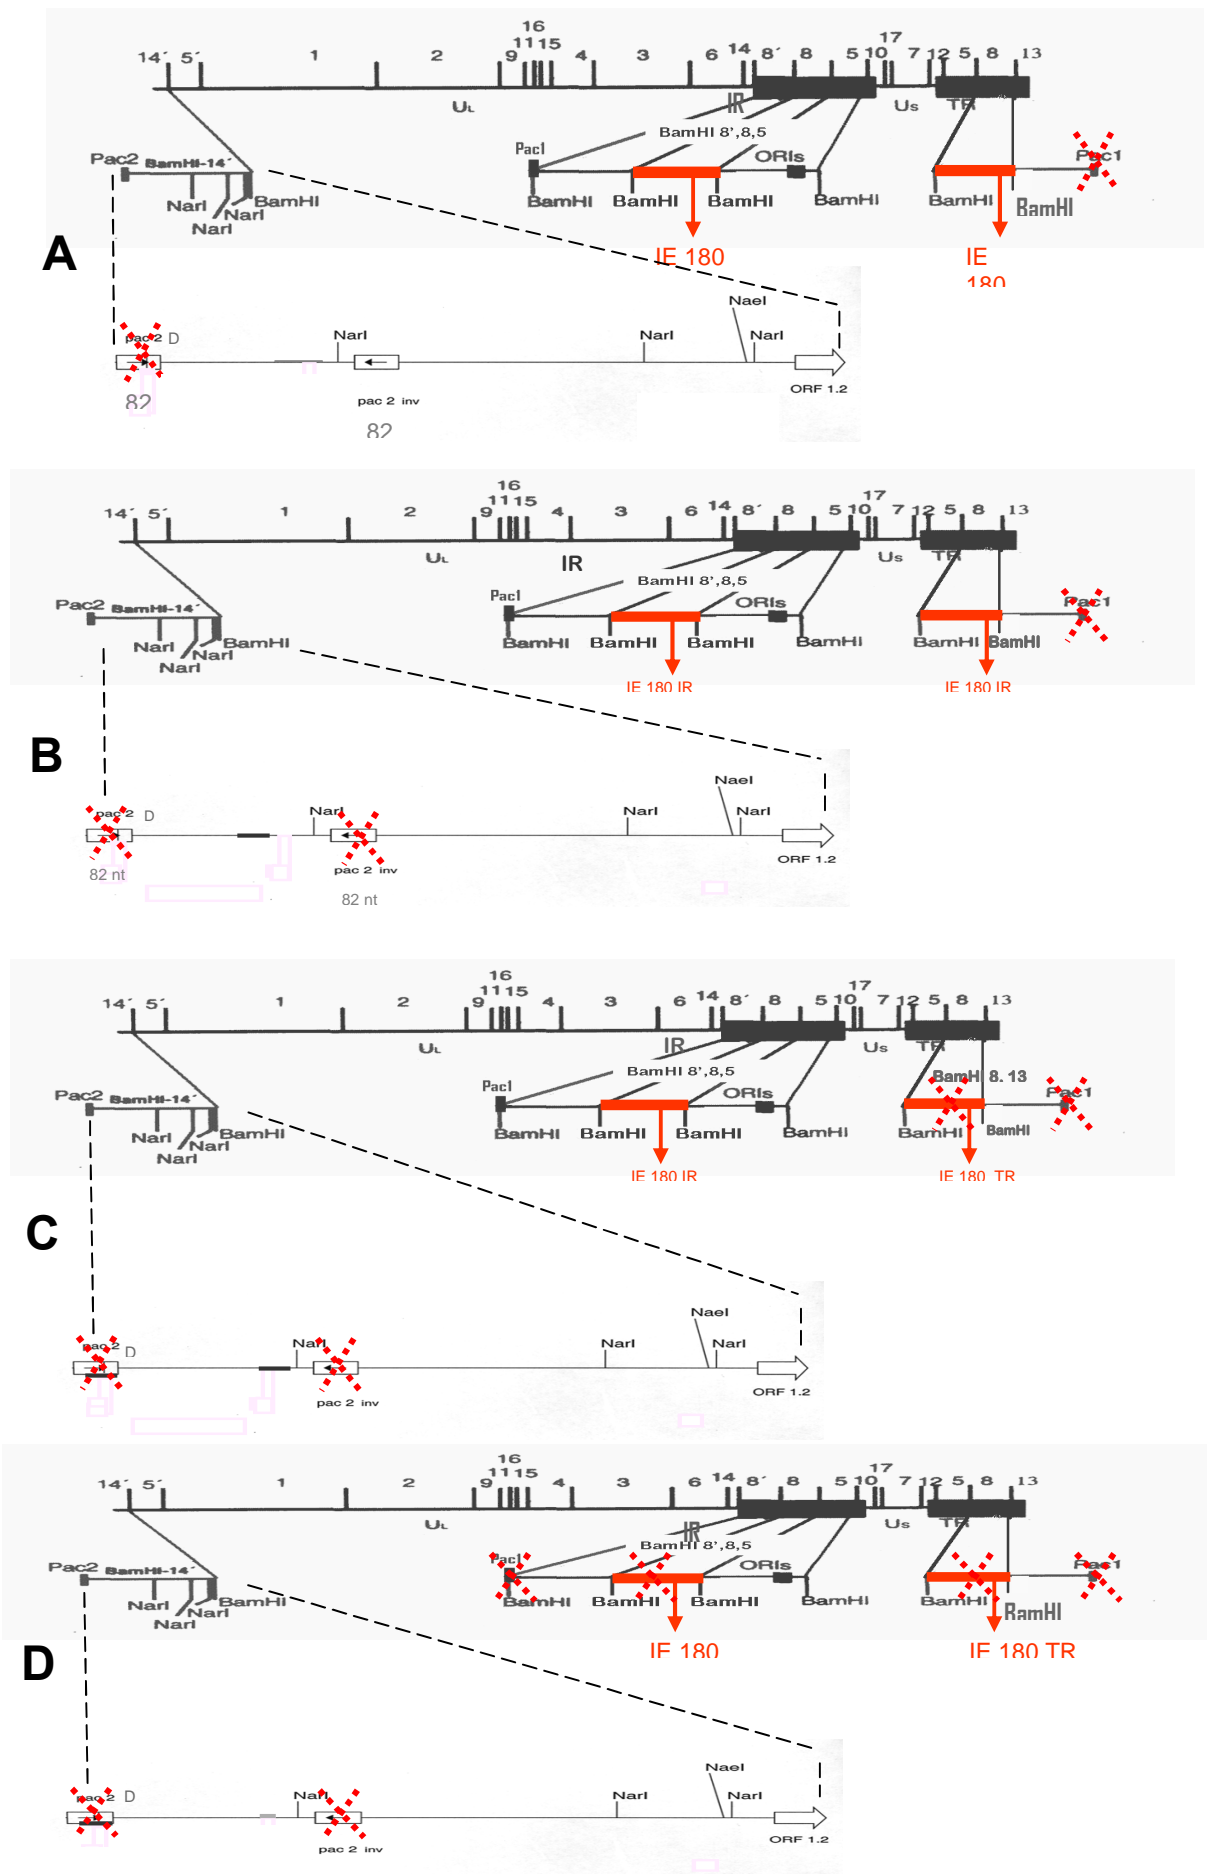 16
17
14´ 5´ 1 2 9 11 15 4 3 6 14 8´ 8 5 10 7 12 5 8 13
UL IR Us TR
BamHI 8’,8,5
Pac2 BamHI-14´ Pac1 ORIs Pac1
NarI NarI BamHI BamHI BamHI BamHI BamHI BamHI BamHI
NarI
A
IE 180 IE
180
NaeI
pac 2 D NarI NarI NarI
ORF 1.2
82 pac 2 inv
82
16
17
14´ 5´ 1 2 9 11 15 4 3 6 14 8´ 8 5 10 7 12 5 8 13
UL IR Us TR
BamHI 8’,8,5
Pac2 BamHI-14´ Pac1 ORIs Pac1
NarI NarI BamHI BamHI BamHI BamHI BamHI BamHI BamHI
NarI
IE 180 IR IE 180 IR
B
NaeI
pac 2 D NarI NarI NarI
ORF 1.2
82 nt pac 2 inv
82 nt
16
17
14´ 5´ 1 2 9 11 15 4 3 6 14 8´ 8 5 10 7 12 5 8 13
UL IR Us TR
BamHI 8’,8,5 BamHI 8. 13
Pac2 BamHI-14´ Pac1 ORIs Pac1
NarI NarI BamHI BamHI BamHI BamHI BamHI BamHI BamHI
NarI
IE 180 IR IE 180 TR
C
NaeI
pac 2 D NarI NarI NarI
ORF 1.2
pac 2 inv
16
17
14´ 5´ 1 2 9 11 15 4 3 6 14 8´ 8 5 10 7 12 5 8 13
UL IR Us TR
BamHI 8’,8,5
Pac2 BamHI-14´ Pac1 ORIs Pac1
NarI NarI BamHI BamHI BamHI BamHI BamHI BamHI BamHI
NarI
D
IE 180 IE 180 TR
NaeI
pac 2 D NarI NarI NarI
ORF 1.2
pac 2 inv